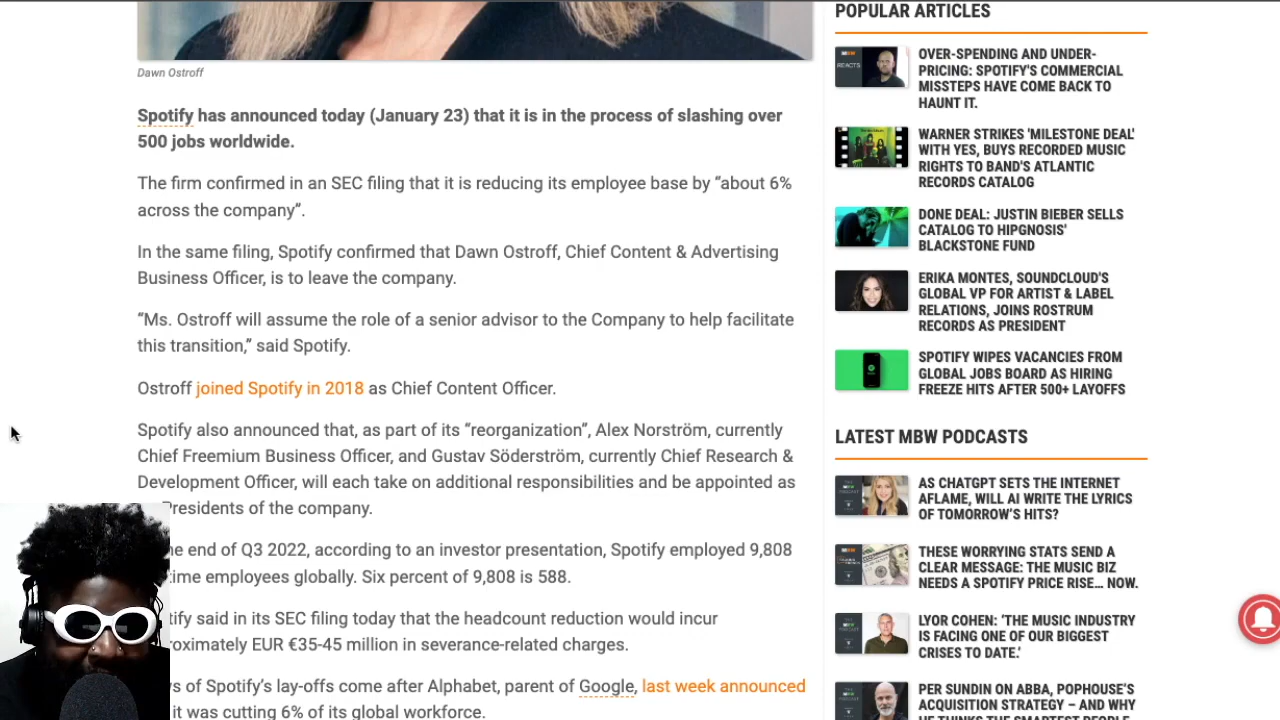 Dawn Ostroff
Spotify has announced today (January 23) that it is in the process of slashing over
500 jobs worldwide.
The firm confirmed in an SEC filing that it is reducing its employee base by “about 6%
across the company”.
In the same filing, Spotify confirmed that Dawn Ostroff, Chief Content & Advertising
Business Officer, is to leave the company.
“Ms. Ostroff will assume the role of a senior advisor to the Company to help facilitate
this transition,” said Spotify.
Ostroff joined Spotify in 2018 as Chief Content Officer.
Spotify also announced that, as part of its “reorganization”, Alex Norström, currently
Chief Freemium Business Officer, and Gustav Söderström, currently Chief Research &
Development Officer, will each take on additional responsibilities and be appointed as
residents of the company.
e end of Q3 2022, according to an investor presentation, Spotify employed 9,808
time employees globally. Six percent of 9,808 is 588.
tify said in its SEC filing today that the headcount reduction would incur
roximately EUR €35-45 million in severance-related charges.
s of Spotify’s lay-offs come after Alphabet, parent of Google, last week announced
it was cutting 6% of its global workforce.
POPULAR ARTICLES
REACTS
OVER-SPENDING AND UNDER-
PRICING: SPOTIFY'S COMMERCIAL
MISSTEPS HAVE COME BACK TO
HAUNT IT.
WARNER STRIKES 'MILESTONE DEAL'
WITH YES, BUYS RECORDED MUSIC
RIGHTS TO BAND'S ATLANTIC
RECORDS CATALOG
DONE DEAL: JUSTIN BIEBER SELLS
CATALOG TO HIPGNOSIS'
BLACKSTONE FUND
ERIKA MONTES, SOUNDCLOUD'S
GLOBAL VP FOR ARTIST & LABEL
RELATIONS, JOINS ROSTRUM
RECORDS AS PRESIDENT
SPOTIFY WIPES VACANCIES FROM
GLOBAL JOBS BOARD AS HIRING
FREEZE HITS AFTER 500+ LAYOFFS
LATEST MBW PODCASTS
AS CHATGPT SETS THE INTERNET
AFLAME, WILL AI WRITE THE LYRICS
OF TOMORROW’S HITS?
THESE WORRYING STATS SEND A
CLEAR MESSAGE: THE MUSIC BIZ
NEEDS A SPOTIFY PRICE RISE… NOW.
LYOR COHEN: ‘THE MUSIC INDUSTRY
IS FACING ONE OF OUR BIGGEST
CRISES TO DATE.’
PER SUNDIN ON ABBA, POPHOUSE’S
ACQUISITION STRATEGY – AND WHY
HE THINKS THE SMARTEST PEOPLE